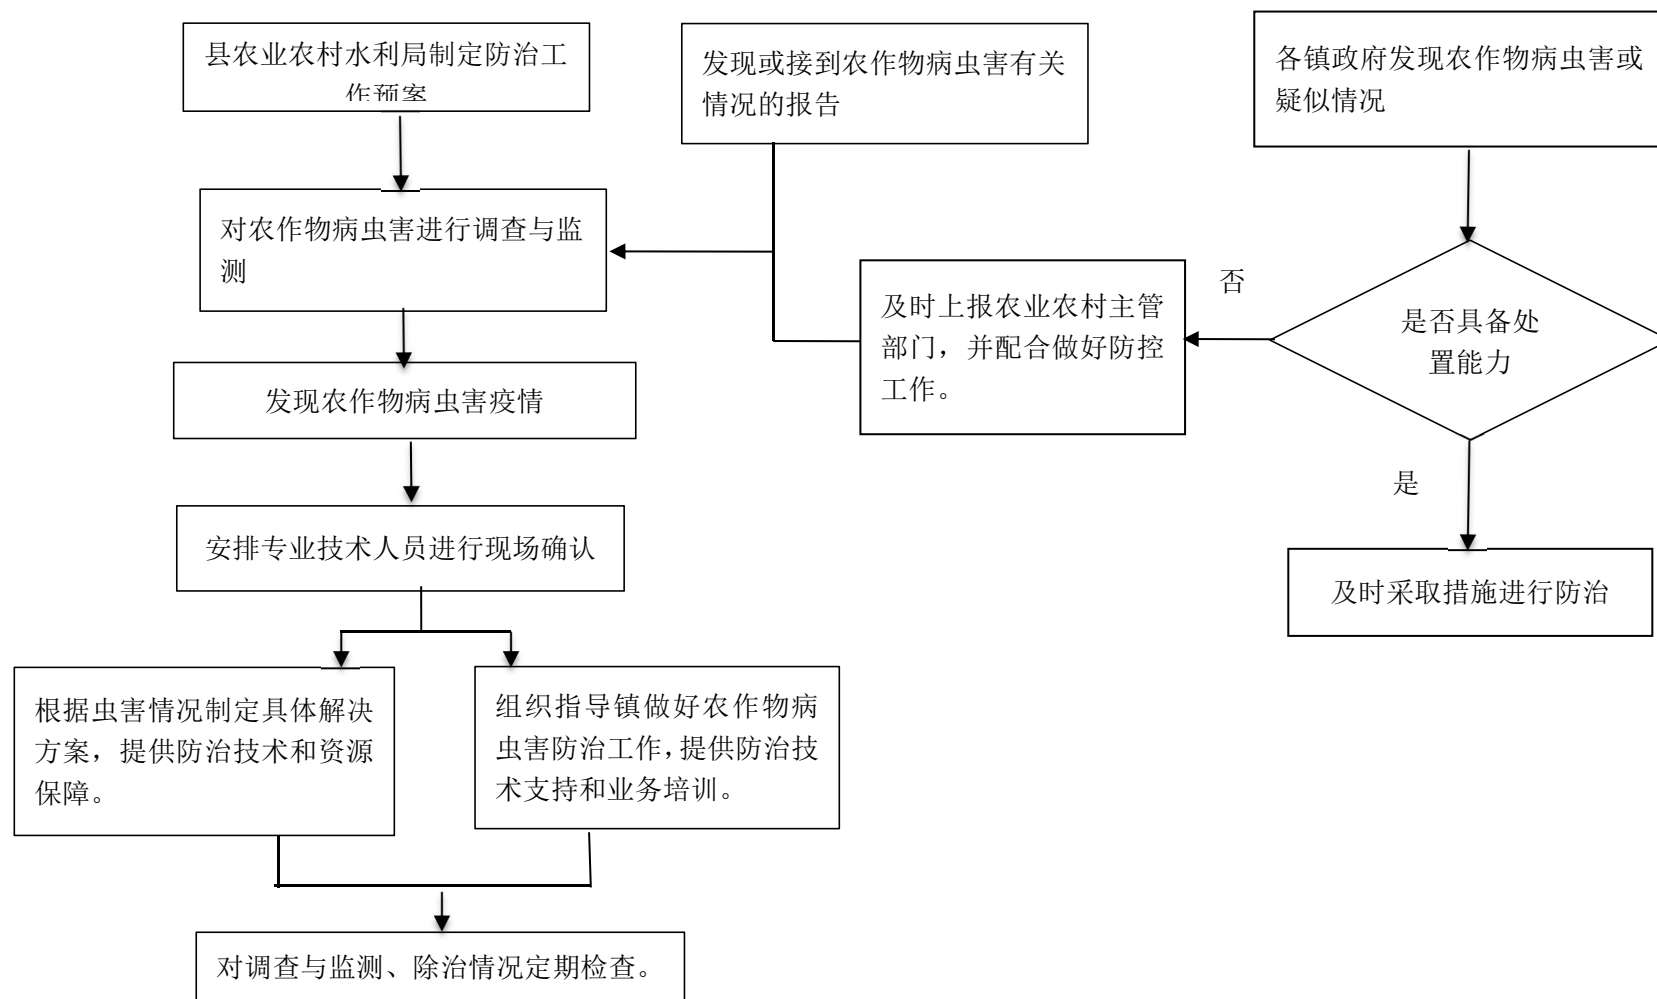 县农业农村水利局制定防治工
作预案
发现或接到农作物病虫害有关
情况的报告
各镇政府发现农作物病虫害或
疑似情况
对农作物病虫害进行调查与监
测
否
及时上报农业农村主管
部门，并配合做好防控
工作。
是否具备处
置能力
发现农作物病虫害疫情
是
安排专业技术人员进行现场确认
及时采取措施进行防治
根据虫害情况制定具体解决
方案，提供防治技术和资源
保障。
组织指导镇做好农作物病
虫害防治工作，提供防治技
术支持和业务培训。
对调查与监测、除治情况定期检查。